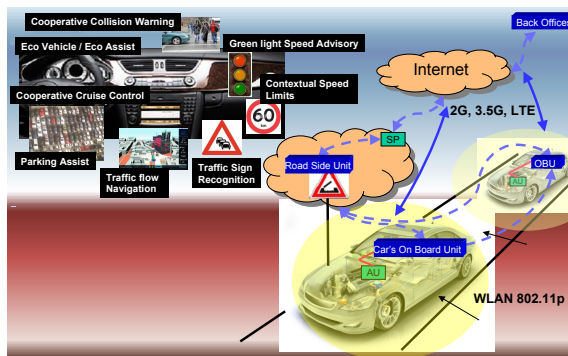 Cooperative Collision Warning
Back Offices
Eco Vehicle / Eco Assist
Green light Speed Advisory
Internet
Contextual Speed
Limits
Cooperative Cruise Control
60
2G, 3.5G, LTE
SP
Road Side Unit
Parking Assist
Traffic flow
Navigation
Traffic Sign
Recognition
OBU
AU
Car's On Board Unit
AU
WLAN 802.11p